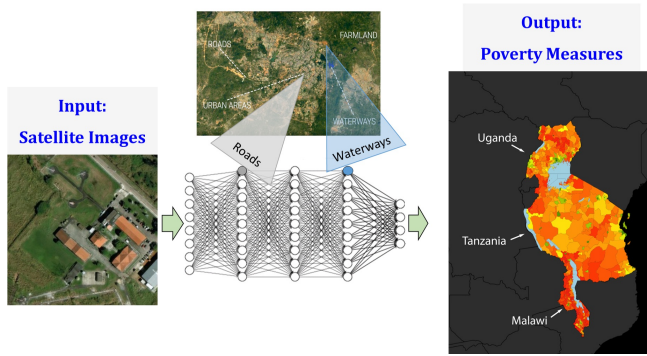 Input:
Satellite Images
ROADS
FARMLAND
URBAN AREAS
WATERWAYS
Roads
Waterways
Output:
Poverty Measures
Uganda
Tanzania
Malawi